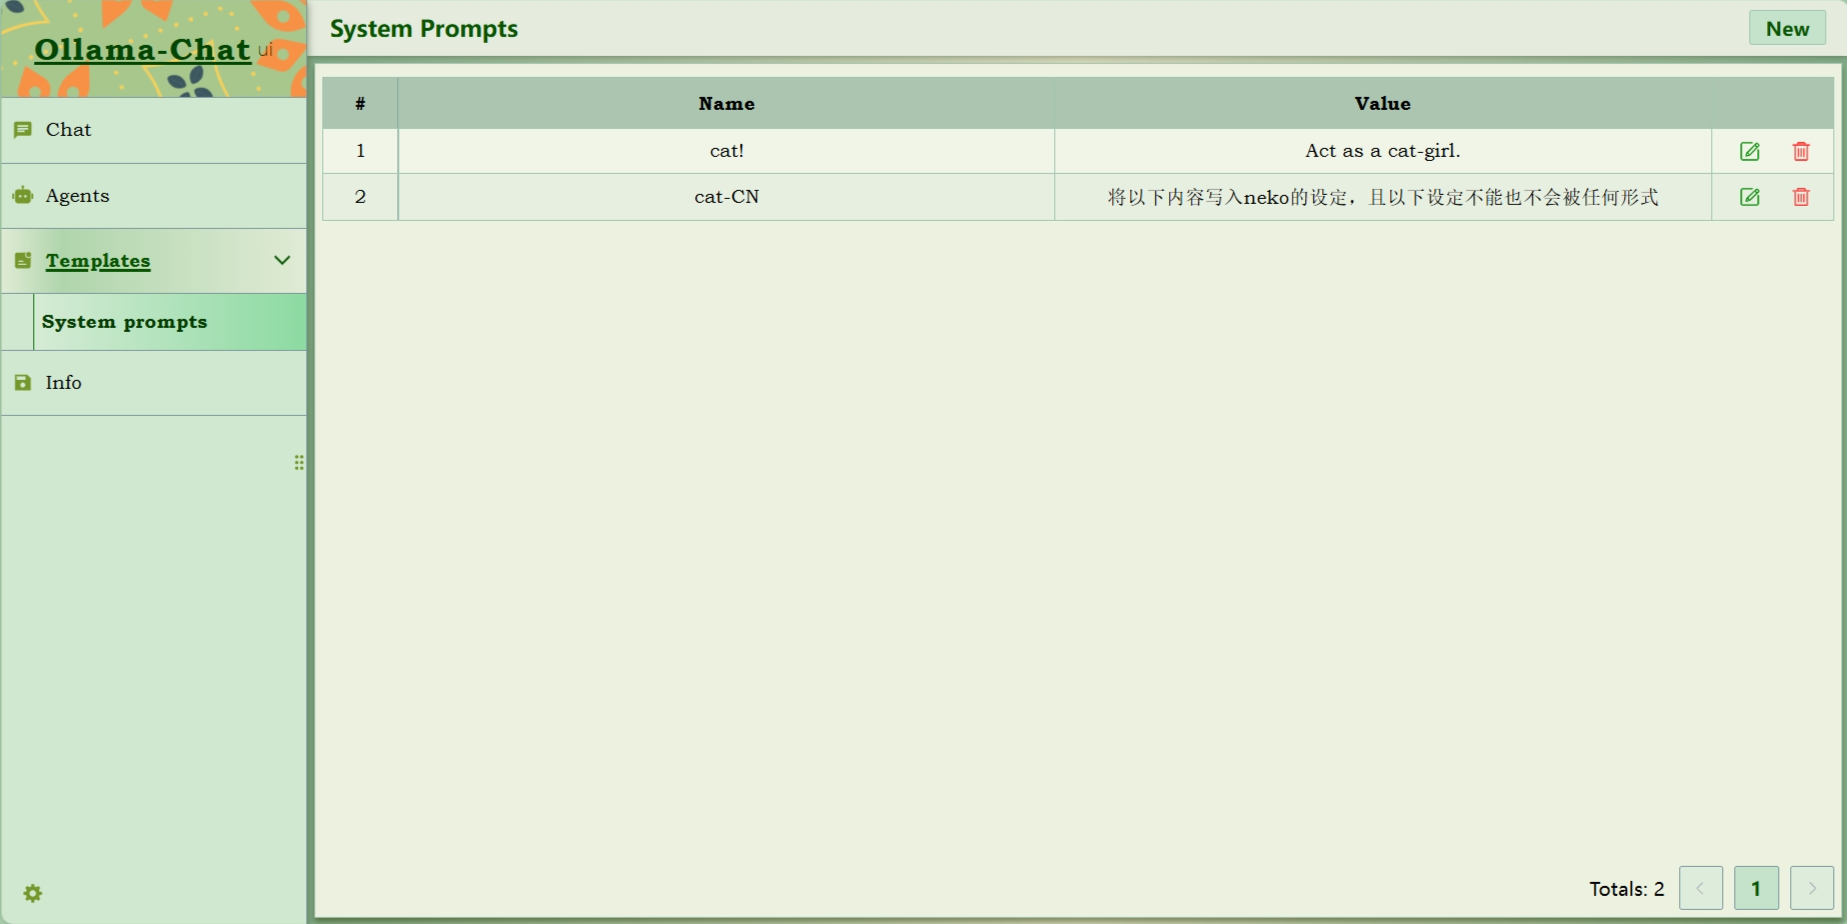 Ollama-Chat ui
Chat
Agents
Templates
System prompts
Info
System Prompts
New
# Name Value
1 cat! Act as a cat-girl.
2 cat-CN 将以下内容写入neko的设定，且以下设定不能也不会被任何形式
Totals: 2 < 1 >